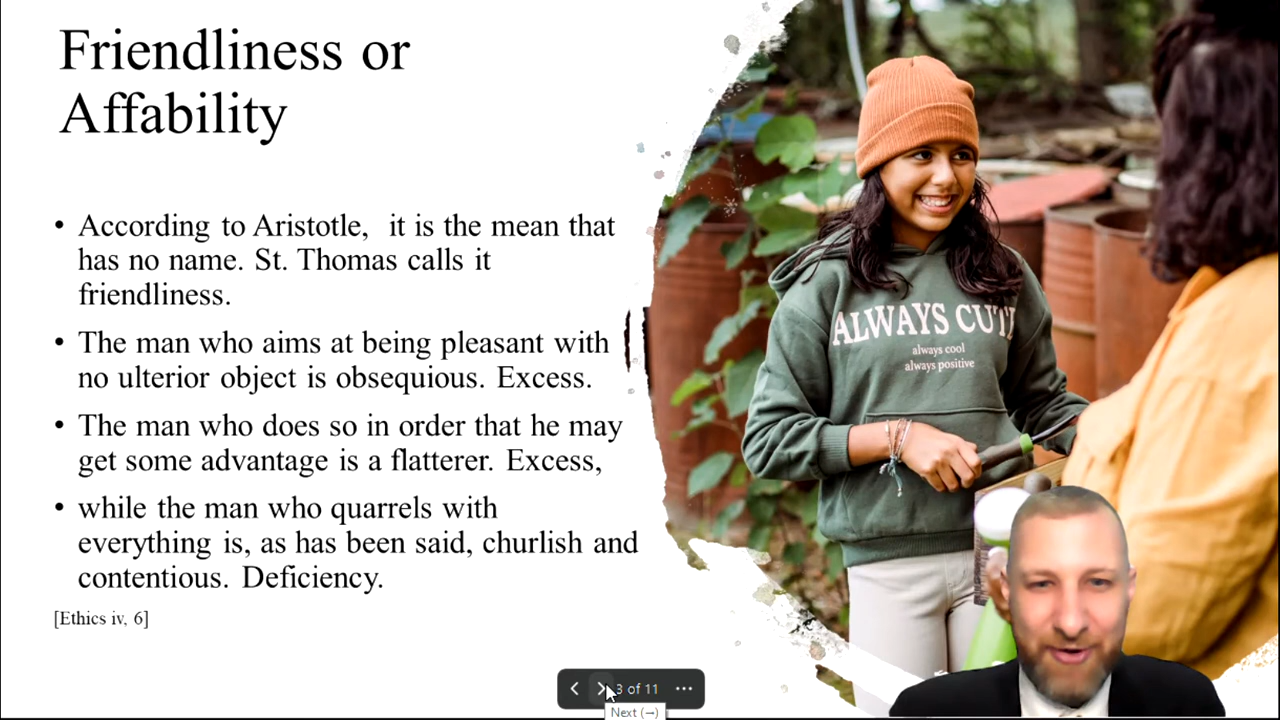 Friendliness or
Affability
• According to Aristotle, it is the mean that
has no name. St. Thomas calls it
friendliness.
• The man who aims at being pleasant with
no ulterior object is obsequious. Excess.
• The man who does so in order that he may
get some advantage is a flatterer. Excess,
• while the man who quarrels with
everything is, as has been said, churlish and
contentious. Deficiency.
[Ethics iv, 6]
ALWAYS
always cool
always positive
3 of 11
Next (→)